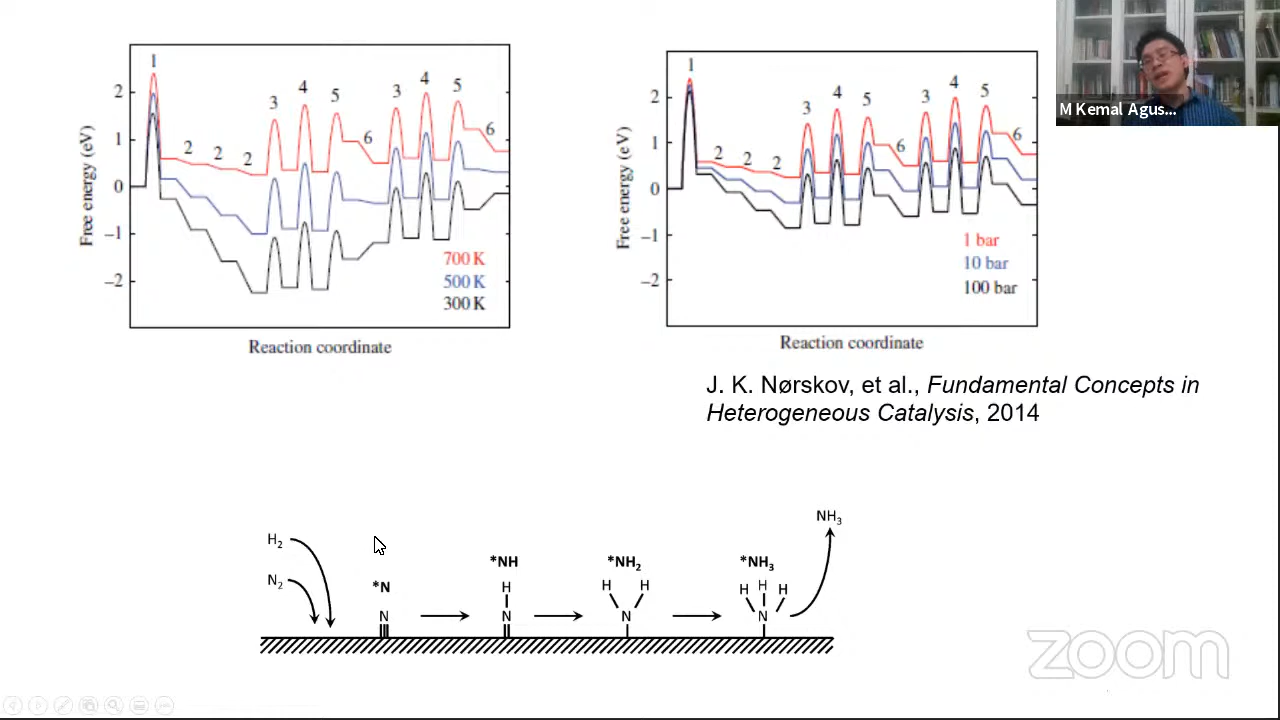 2
1
0
−1
−2
Free energy (eV)
1
2
2
2
3
4
5
6
3
4
5
6
700 K
500 K
300 K
Reaction coordinate
2
1
0
−1
−2
Free energy (eV)
1
2
2
2
3
4
5
6
3
4
5
6
1 bar
10 bar
100 bar
Reaction coordinate
M Kemal Agus...
J. K. Nørskov, et al., Fundamental Concepts in
Heterogeneous Catalysis, 2014
H₂
N₂
*N
N
*NH
H
N
*NH₂
H H
N
*NH₃
H H H
N
NH₃
zoom